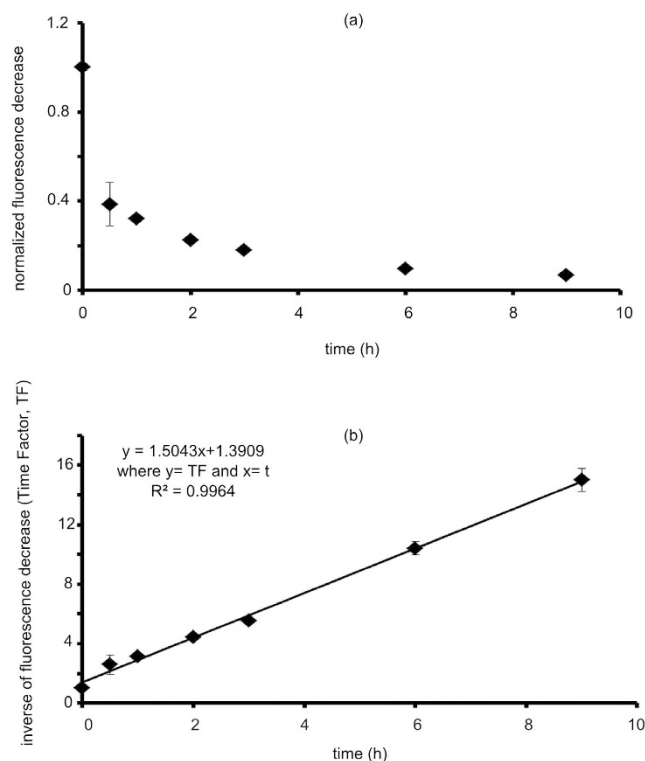 (a)
normalized fluorescence decrease
1.2
0.8
0.4
0
0 2 4 6 8 10
time (h)
(b)
inverse of fluorescence decrease (Time Factor, TF)
y = 1.5043x+1.3909
where y= TF and x= t
R² = 0.9964
16
12
8
4
0
0 2 4 6 8 10
time (h)